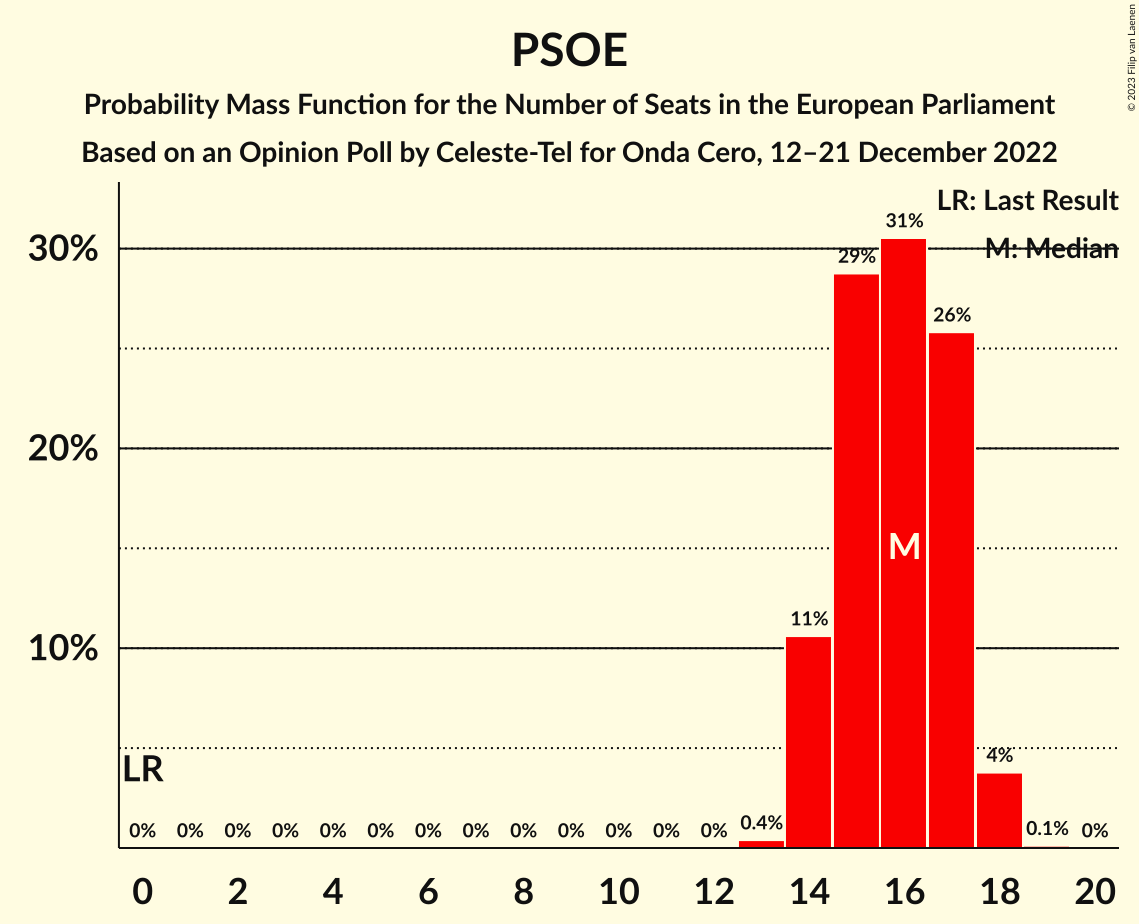 PSOE
Probability Mass Function for the Number of Seats in the European Parliament
Based on an Opinion Poll by Celeste-Tel for Onda Cero, 12–21 December 2022
© 2023 Filip van Laenen
LR: Last Result
M: Median
30%
20%
10%
31%
29%
26%
11%
4%
M
LR
0% 0% 0% 0% 0% 0% 0% 0% 0% 0% 0% 0% 0% 0.4% 0.1% 0%
0 2 4 6 8 10 12 14 16 18 20